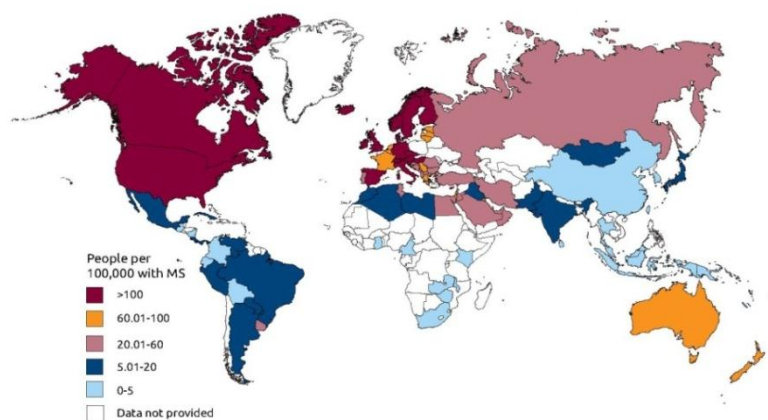 People per
100,000 with MS
>100
60.01-100
20.01-60
5.01-20
0-5
Data not provided